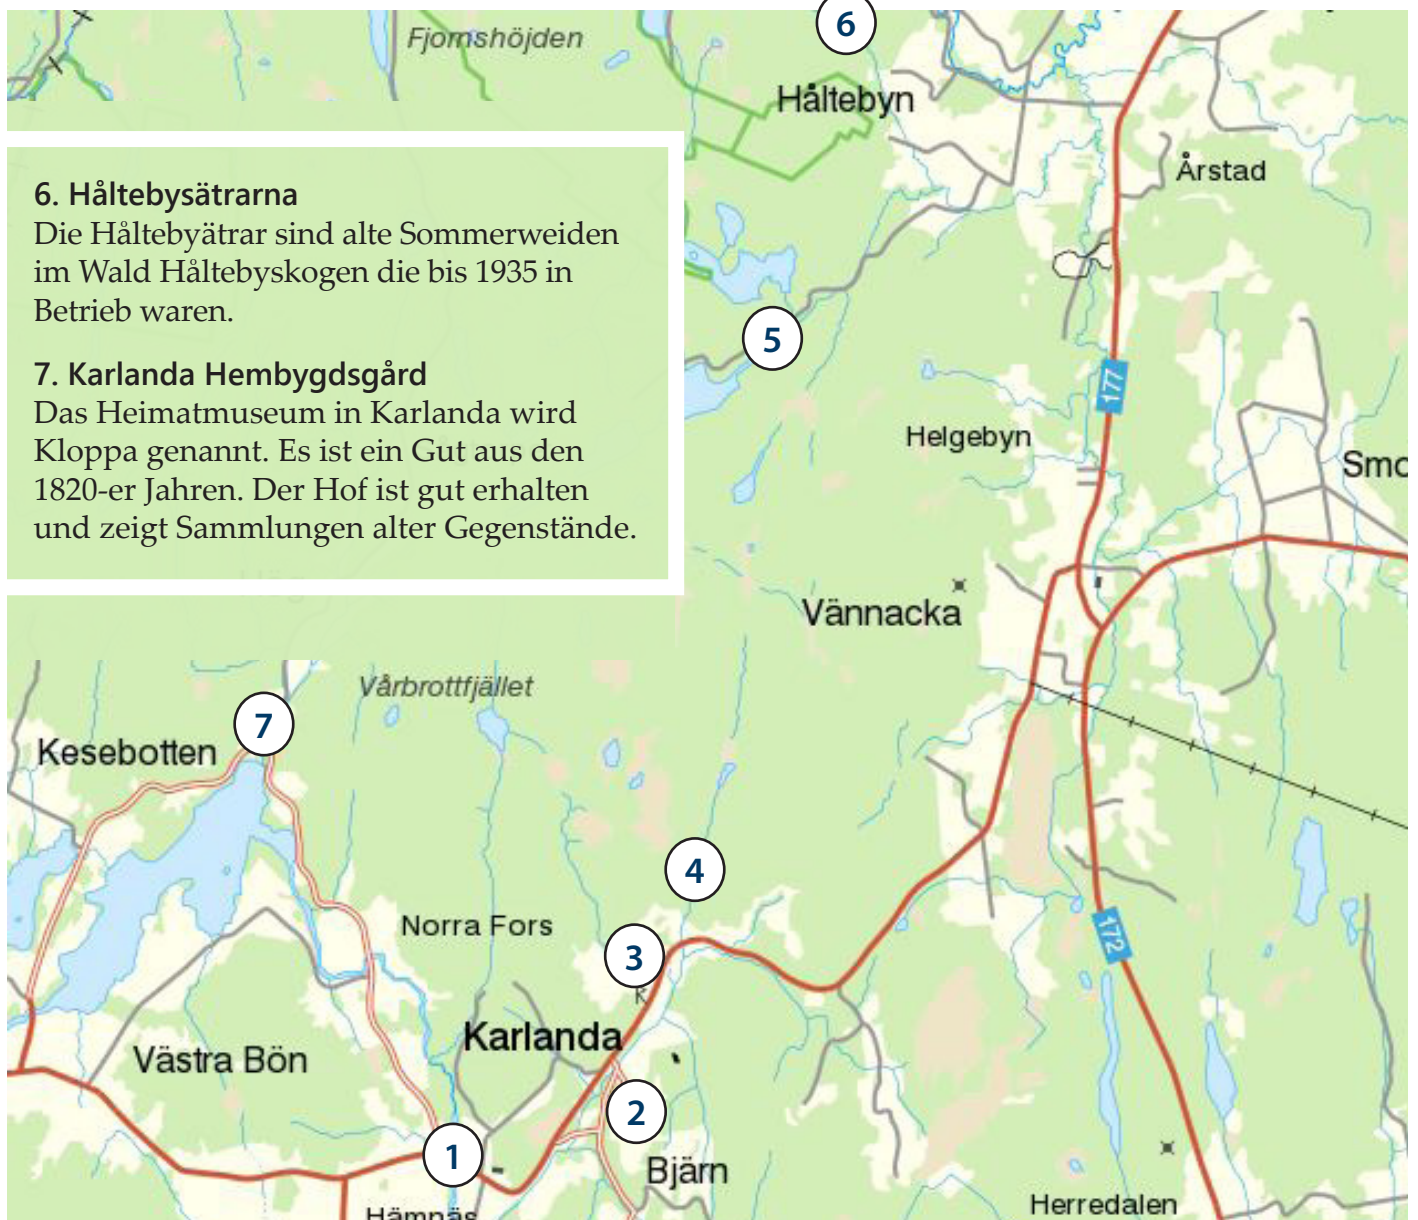 6
Fjornshöjden
Håltebyn
Årstad
6. Håltebysätrarna
Die Håltebyätrar sind alte Sommerweiden
im Wald Håltebyskogen die bis 1935 in
Betrieb waren.
7. Karlanda Hembygdsgård
Das Heimatmuseum in Karlanda wird
Kloppa genannt. Es ist ein Gut aus den
1820-er Jahren. Der Hof ist gut erhalten
und zeigt Sammlungen alter Gegenstände.
5
177
Helgebyn
Smo
Vännacka
Vårbrottfjället
7
Kesebotten
4
Norra Fors
3
172
K
Karlanda
Västra Bön
2
1
Bjärn
Herredalen
Hämnäs